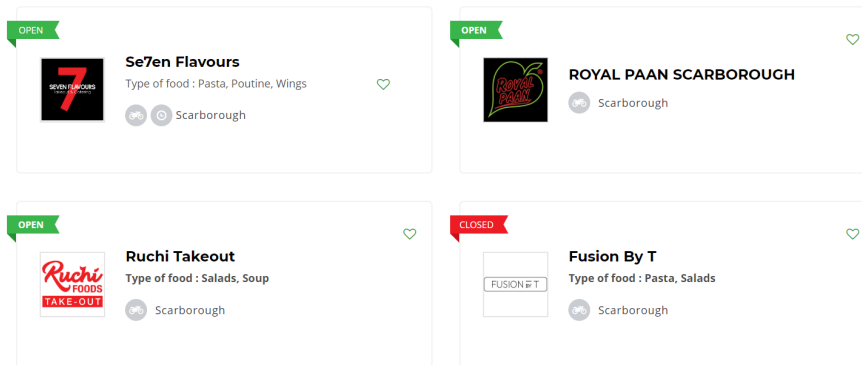 OPEN
SEVEN FLAVOURS
Se7en Flavours
Type of food : Pasta, Poutine, Wings
Scarborough
OPEN
ROYAL
PAAN
ROYAL PAAN SCARBOROUGH
Scarborough
OPEN
Ruchi
FOODS
TAKE-OUT
Ruchi Takeout
Type of food : Salads, Soup
Scarborough
CLOSED
FUSION BY T
Fusion By T
Type of food : Pasta, Salads
Scarborough